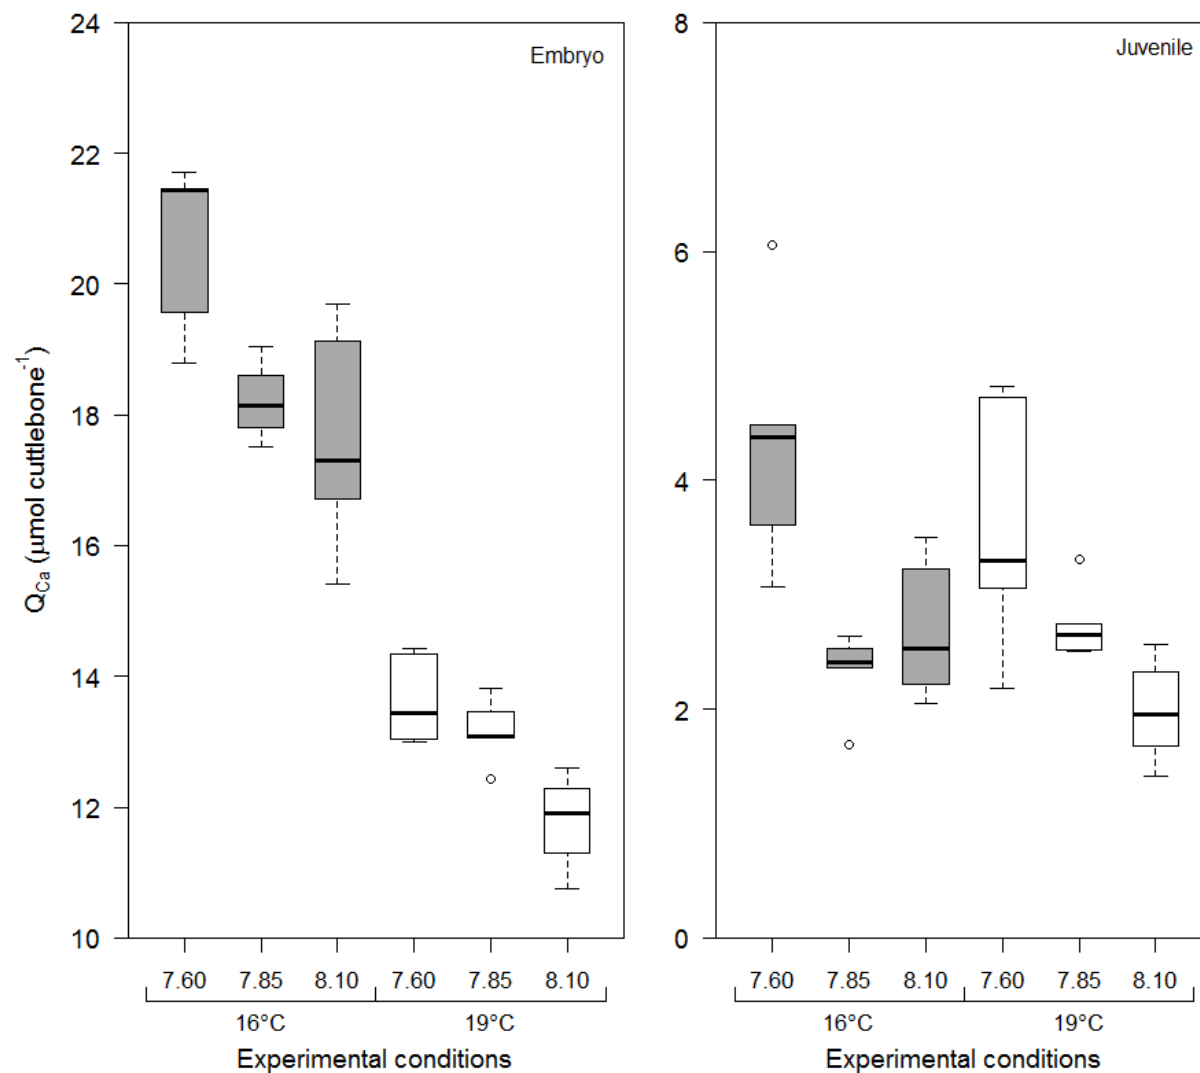 Embryo
24
22
20
18
16
14
12
10
Q_Ca (μmol cuttlebone⁻¹)
7.60 7.85 8.10 7.60 7.85 8.10
16°C 19°C
Experimental conditions
Juvenile
8
6
4
2
0
7.60 7.85 8.10 7.60 7.85 8.10
16°C 19°C
Experimental conditions